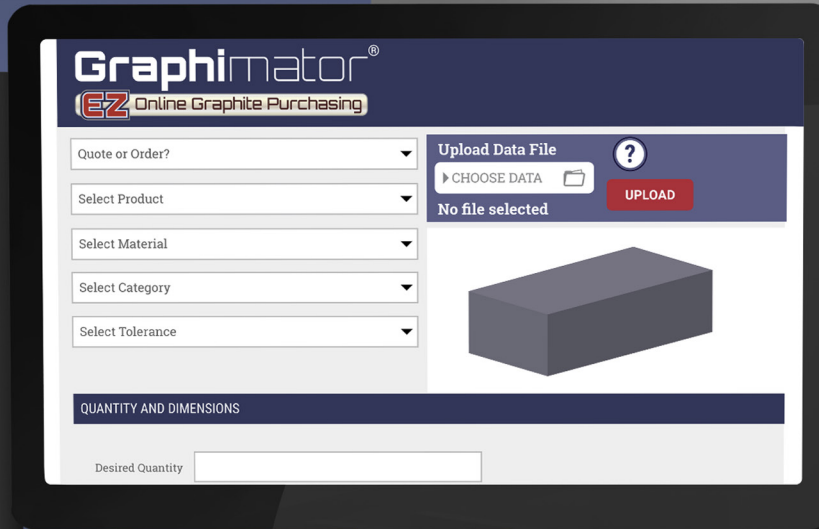 Graphimator®
EZ Online Graphite Purchasing
Quote or Order?
Select Product
Select Material
Select Category
Select Tolerance
Upload Data File
?
CHOOSE DATA
UPLOAD
No file selected
QUANTITY AND DIMENSIONS
Desired Quantity